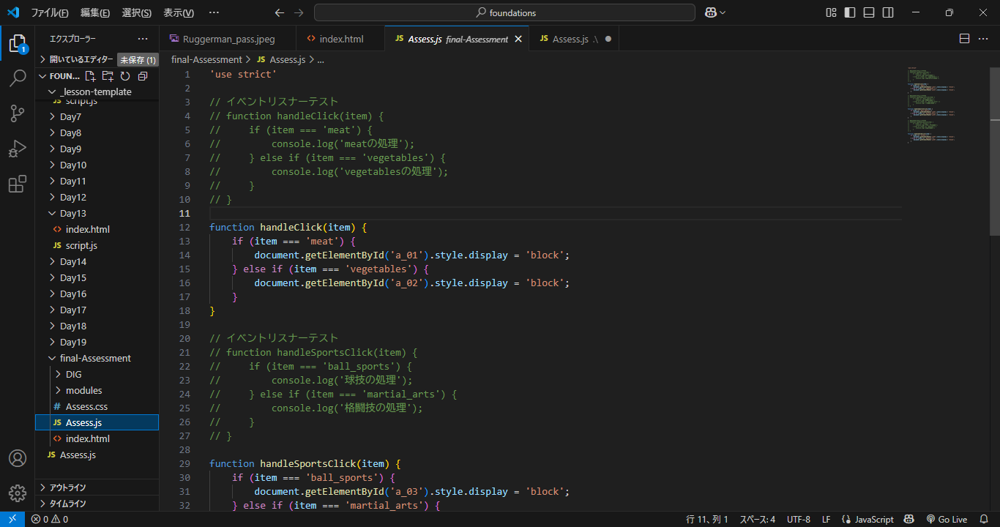 ファイル(F) 編集(E) 選択(S) 表示(V) ··· foundations
エクスプローラー ···
Ruggerman_pass.jpeg index.html Assess.js final-Assessment Assess.js .\
開いているエディター 未保存 (1)
final-Assessment > Assess.js > ...
FOUN...
_lesson-template
script.js
Day7
Day8
Day9
Day10
Day11
Day12
Day13
index.html
script.js
Day14
Day15
Day16
Day17
Day18
Day19
final-Assessment
DIG
modules
Assess.css
Assess.js
index.html
Assess.js
アウトライン
タイムライン
1
1 'use strict'
2
3 // イベントリスナーテスト
4 // function handleClick(item) {
5 //     if (item === 'meat') {
6 //         console.log('meatの処理');
7 //     } else if (item === 'vegetables') {
8 //         console.log('vegetablesの処理');
9 //     }
10 // }
11
12 function handleClick(item) {
13     if (item === 'meat') {
14         document.getElementById('a_01').style.display = 'block';
15     } else if (item === 'vegetables') {
16         document.getElementById('a_02').style.display = 'block';
17     }
18 }
19
20 // イベントリスナーテスト
21 // function handleSportsClick(item) {
22 //     if (item === 'ball_sports') {
23 //         console.log('球技の処理');
24 //     } else if (item === 'martial_arts') {
25 //         console.log('格闘技の処理');
26 //     }
27 // }
28
29 function handleSportsClick(item) {
30     if (item === 'ball_sports') {
31         document.getElementById('a_03').style.display = 'block';
32     } else if (item === 'martial_arts') {
0 0 行 11、列 1 スペース: 4 UTF-8 LF {} JavaScript Go Live